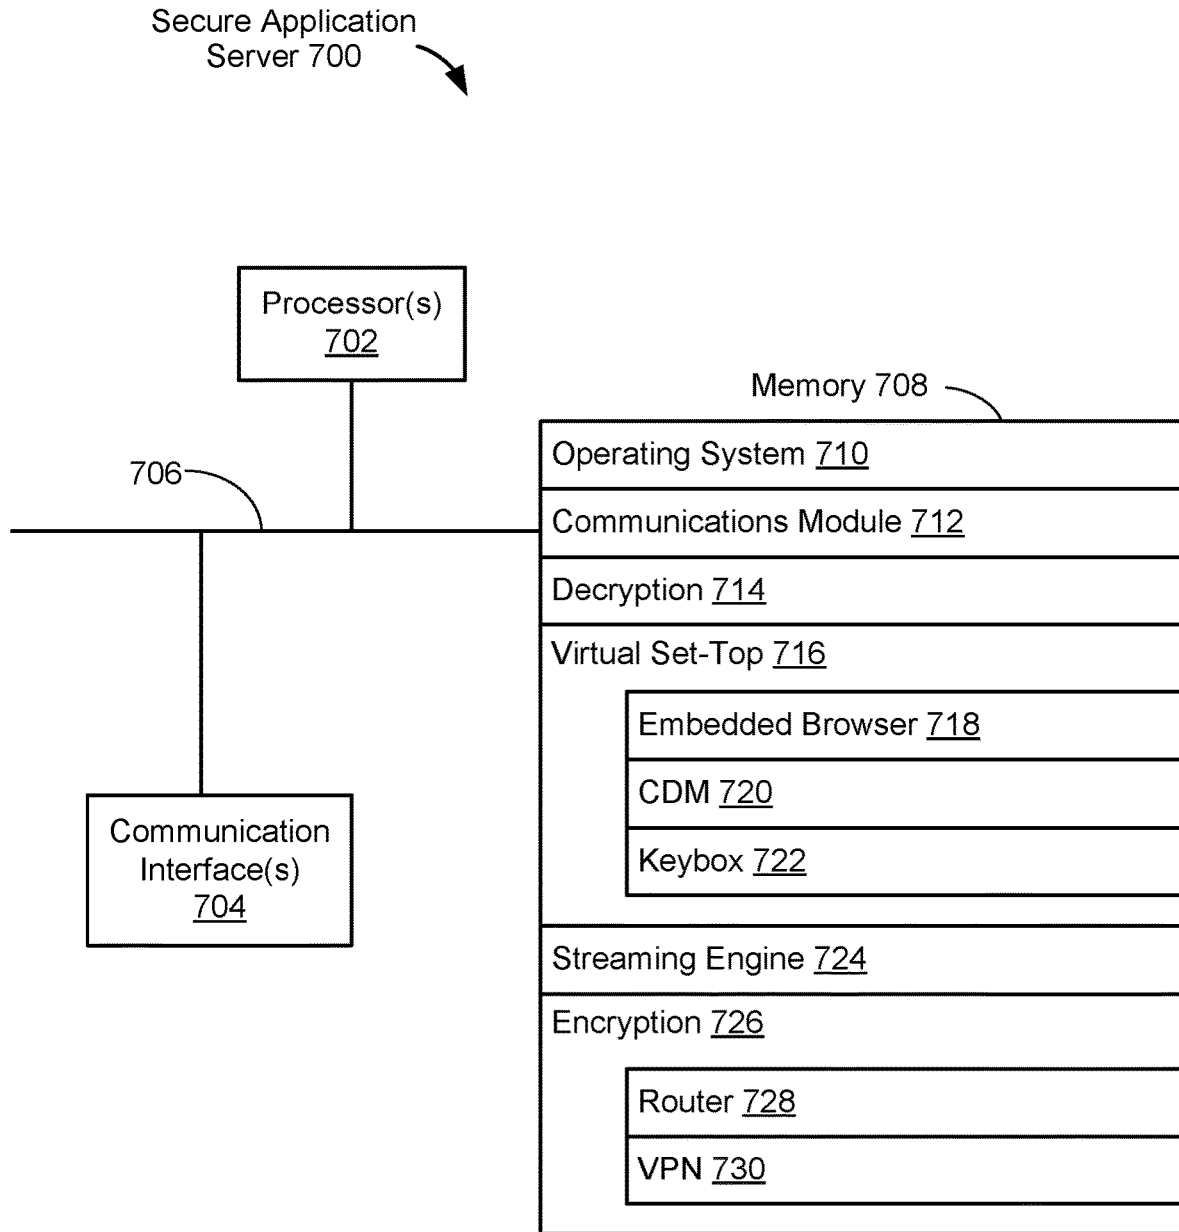 Secure Application
Server 700
Processor(s)
702
Memory 708
Operating System 710
706
Communications Module 712
Decryption 714
Virtual Set-Top 716
Embedded Browser 718
CDM 720
Communication
Interface(s)
704
Keybox 722
Streaming Engine 724
Encryption 726
Router 728
VPN 730